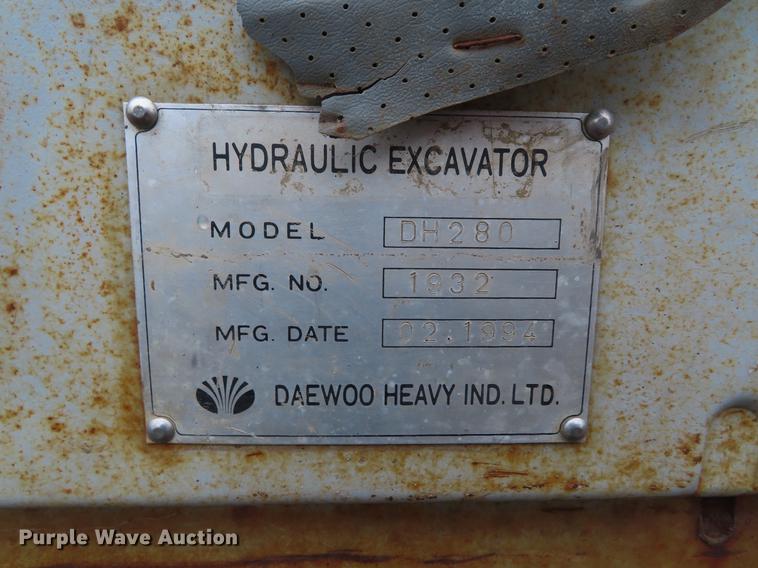 HYDRAULIC EXCAVATOR
MODEL DH280
MFG. NO. 1932
MFG. DATE 02.1994
DAEWOO HEAVY IND. LTD.
Purple Wave Auction